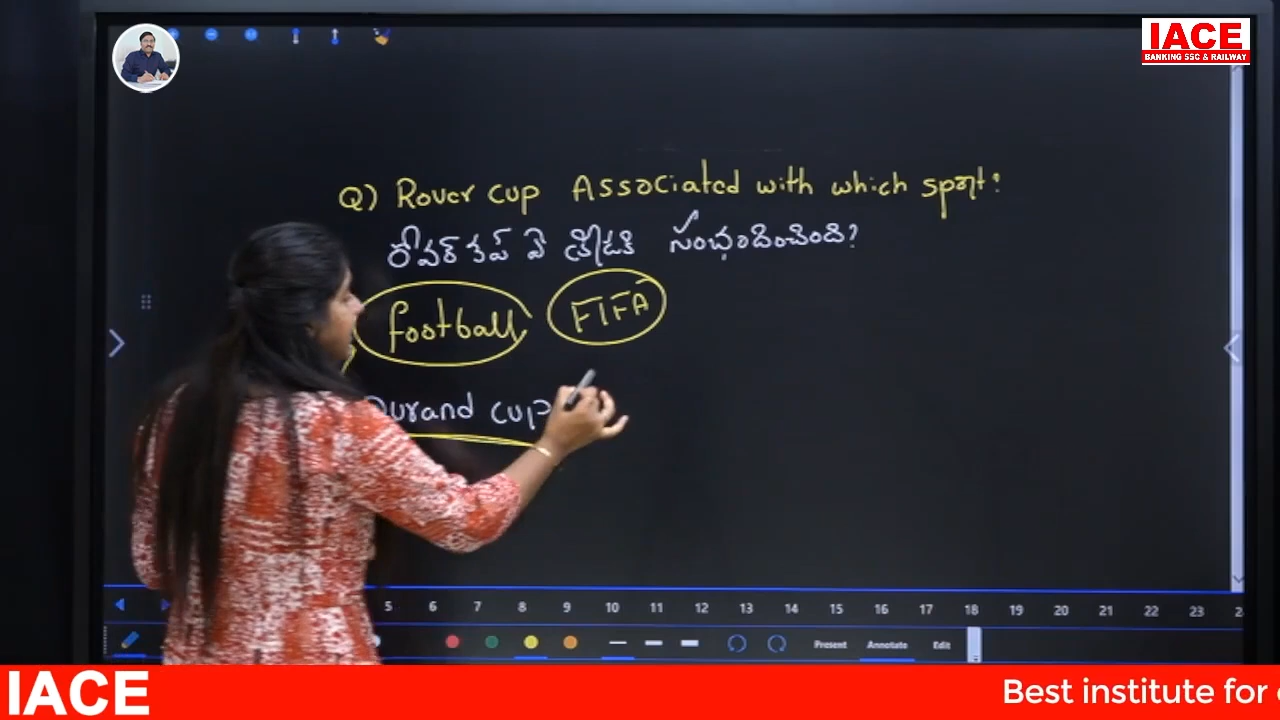 IACE
BANKING SSC & RAILWAY
Q) Rover cup Associated with which sport?
రోవర్ కప్ ఏ క్రీడకి సంభందించింది?
football FIFA
Durand cup
5 6 7 8 9 10 11 12 13 14 15 16 17 18 19 20 21 22 23
Present Annotate Edit
IACE Best institute for